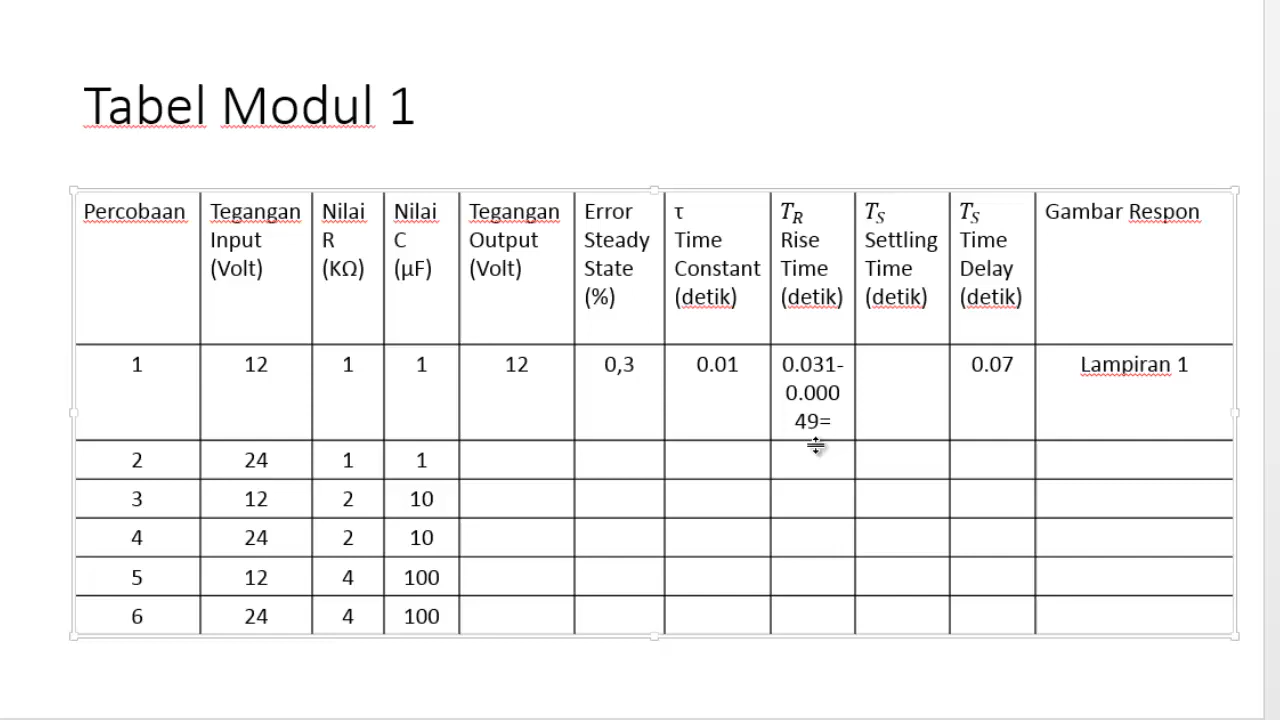 Tabel Modul 1
Percobaan
Tegangan
Input
(Volt)
Nilai
R
(KΩ)
Nilai
C
(μF)
Tegangan
Output
(Volt)
Error
Steady
State
(%)
τ
Time
Constant
(detik)
T_R
Rise
Time
(detik)
T_S
Settling
Time
(detik)
T_S
Time
Delay
(detik)
Gambar Respon
1 12 1 1 12 0,3 0.01
0.031-
0.000
49=
0.07 Lampiran 1
2 24 1 1
3 12 2 10
4 24 2 10
5 12 4 100
6 24 4 100